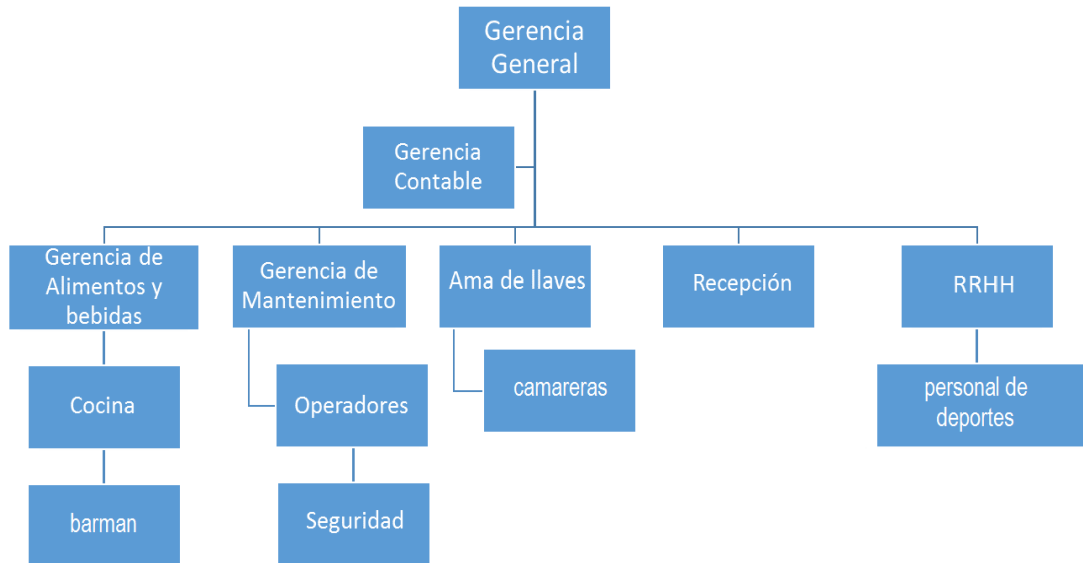 Gerencia
General
Gerencia
Contable
Gerencia de
Alimentos y
bebidas
Gerencia de
Mantenimiento
Ama de llaves
Recepción
RRHH
Cocina
Operadores
camareras
personal de
deportes
barman
Seguridad